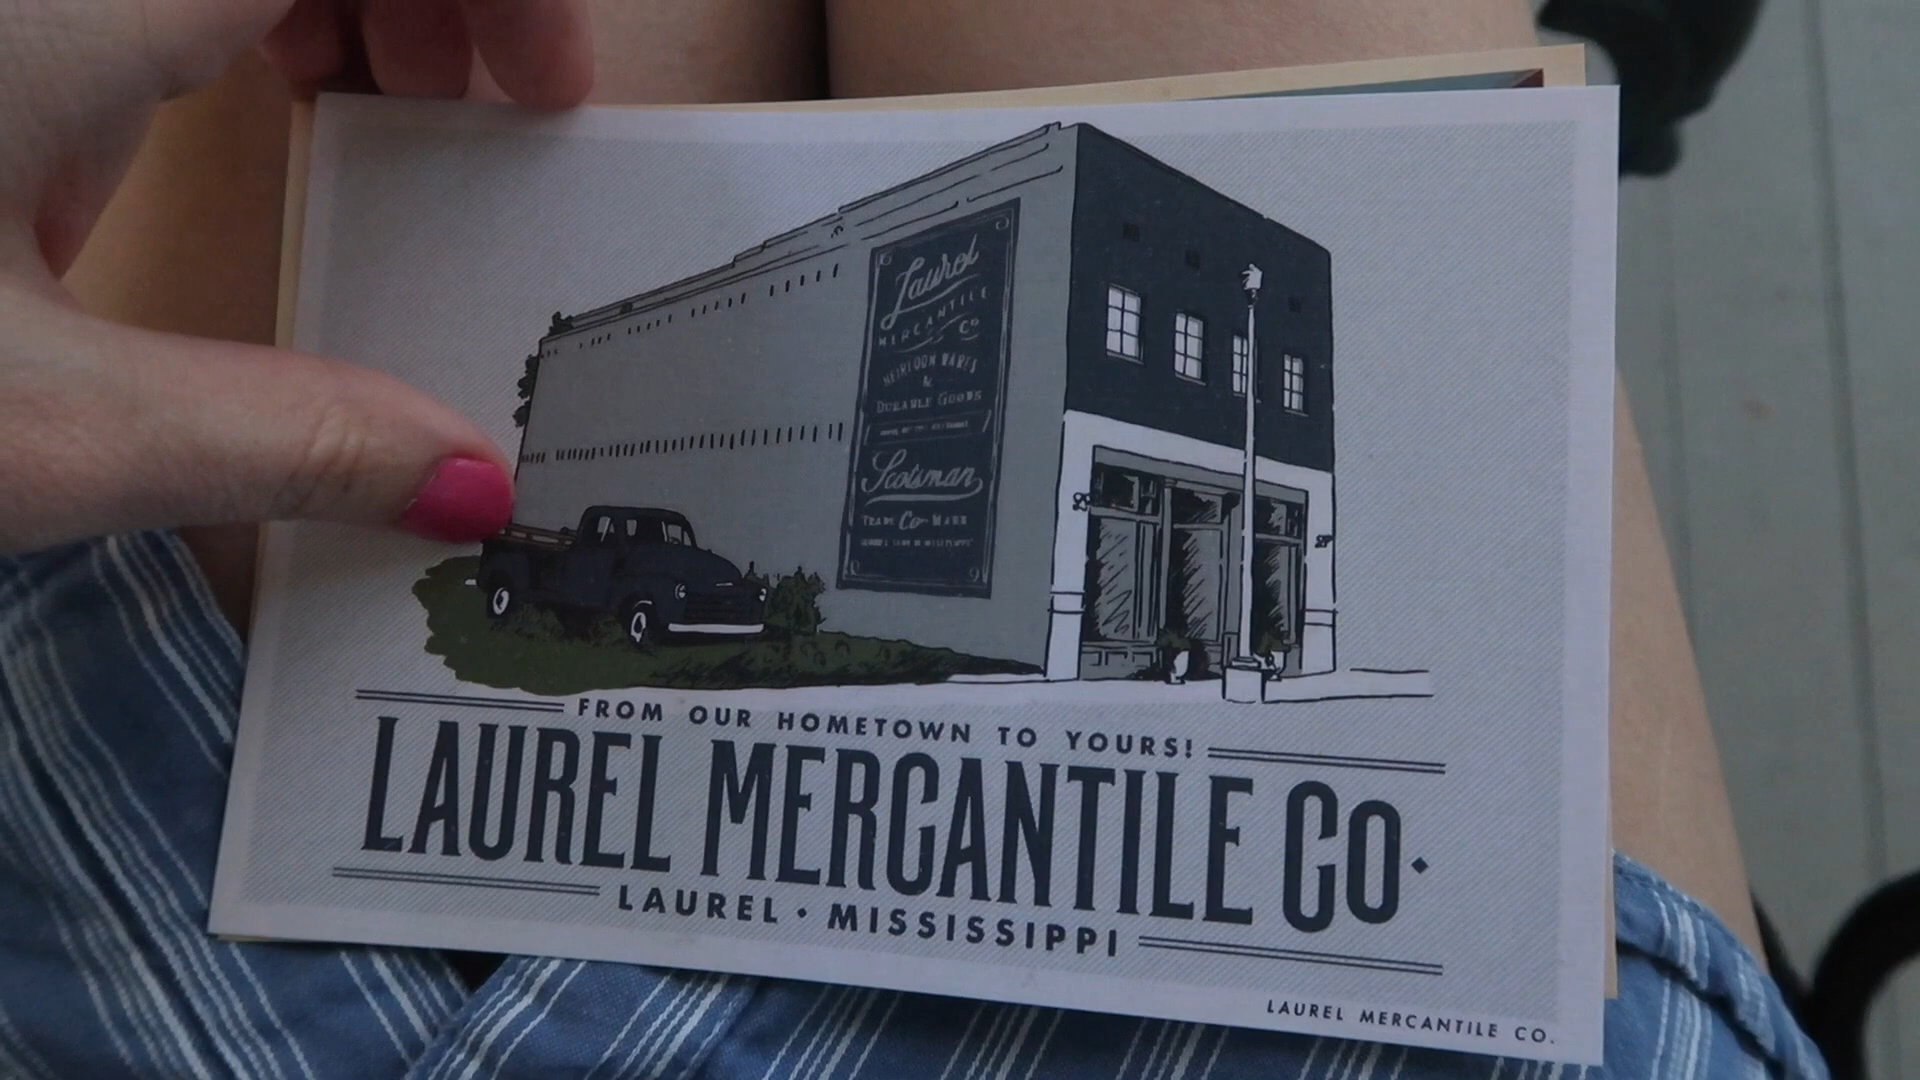 Laurel
MERCANTILE
Co
HEIRLOOM WARES
&
DURABLE GOODS
Scotsman
TRADE Co MARK
FROM OUR HOMETOWN TO YOURS!
LAUREL MERCANTILE CO.
LAUREL • MISSISSIPPI
LAUREL MERCANTILE CO.